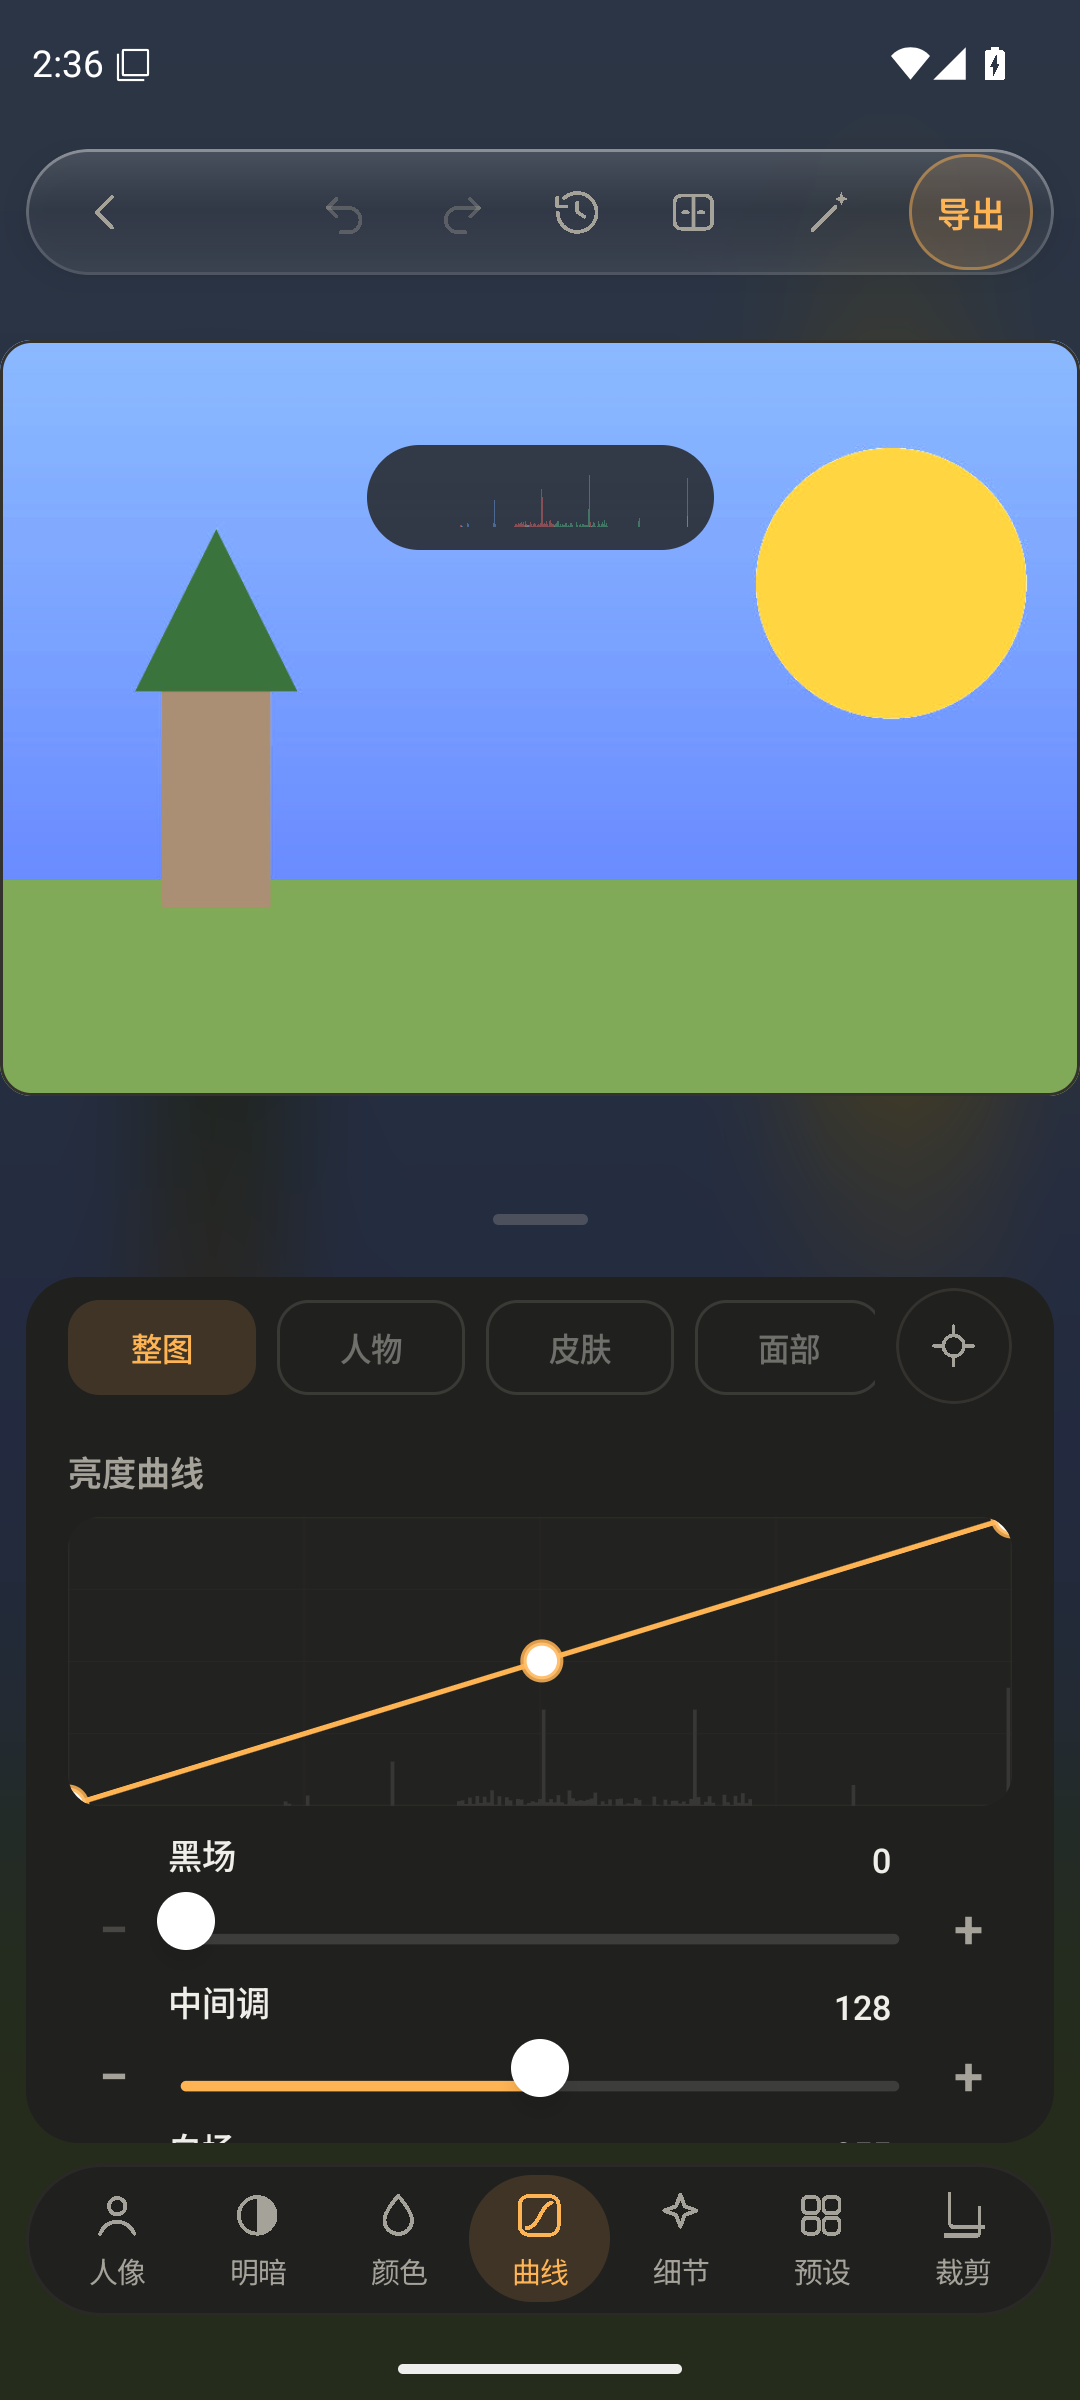 2:36
导出
整图 人物 皮肤 面部
亮度曲线
黑场 0
中间调 128
人像 明暗 颜色 曲线 细节 预设 裁剪